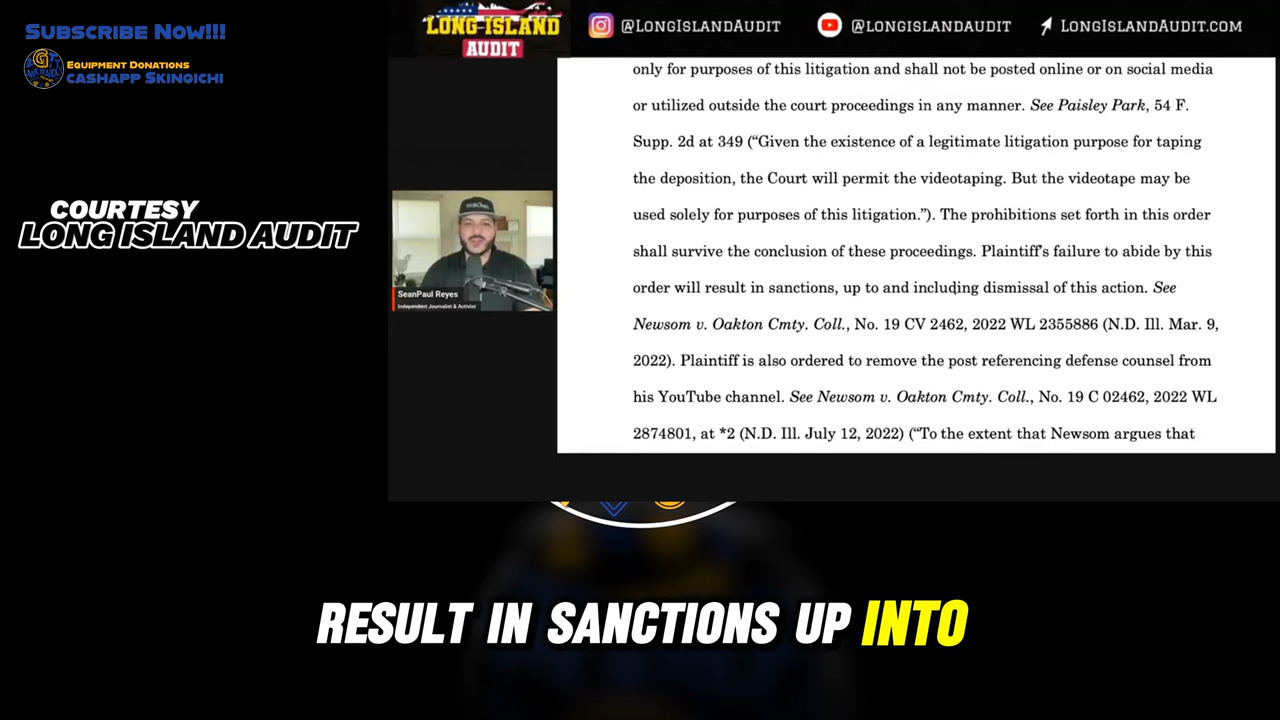 SUBSCRIBE NOW!!!
EQUIPMENT DONATIONS
CASHAPP $KINGICHI
LONG ISLAND
AUDIT
@LONGISLANDAUDIT
@LONGISLANDAUDIT
LONGISLANDAUDIT.COM
COURTESY
LONG ISLAND AUDIT
SeanPaul Reyes
Independent Journalist & Activist
only for purposes of this litigation and shall not be posted online or on social media
or utilized outside the court proceedings in any manner. See Paisley Park, 54 F.
Supp. 2d at 349 (“Given the existence of a legitimate litigation purpose for taping
the deposition, the Court will permit the videotaping. But the videotape may be
used solely for purposes of this litigation.”). The prohibitions set forth in this order
shall survive the conclusion of these proceedings. Plaintiff’s failure to abide by this
order will result in sanctions, up to and including dismissal of this action. See
Newsom v. Oakton Cmty. Coll., No. 19 CV 2462, 2022 WL 2355886 (N.D. Ill. Mar. 9,
2022). Plaintiff is also ordered to remove the post referencing defense counsel from
his YouTube channel. See Newsom v. Oakton Cmty. Coll., No. 19 C 02462, 2022 WL
2874801, at *2 (N.D. Ill. July 12, 2022) (“To the extent that Newsom argues that
RESULT IN SANCTIONS UP INTO